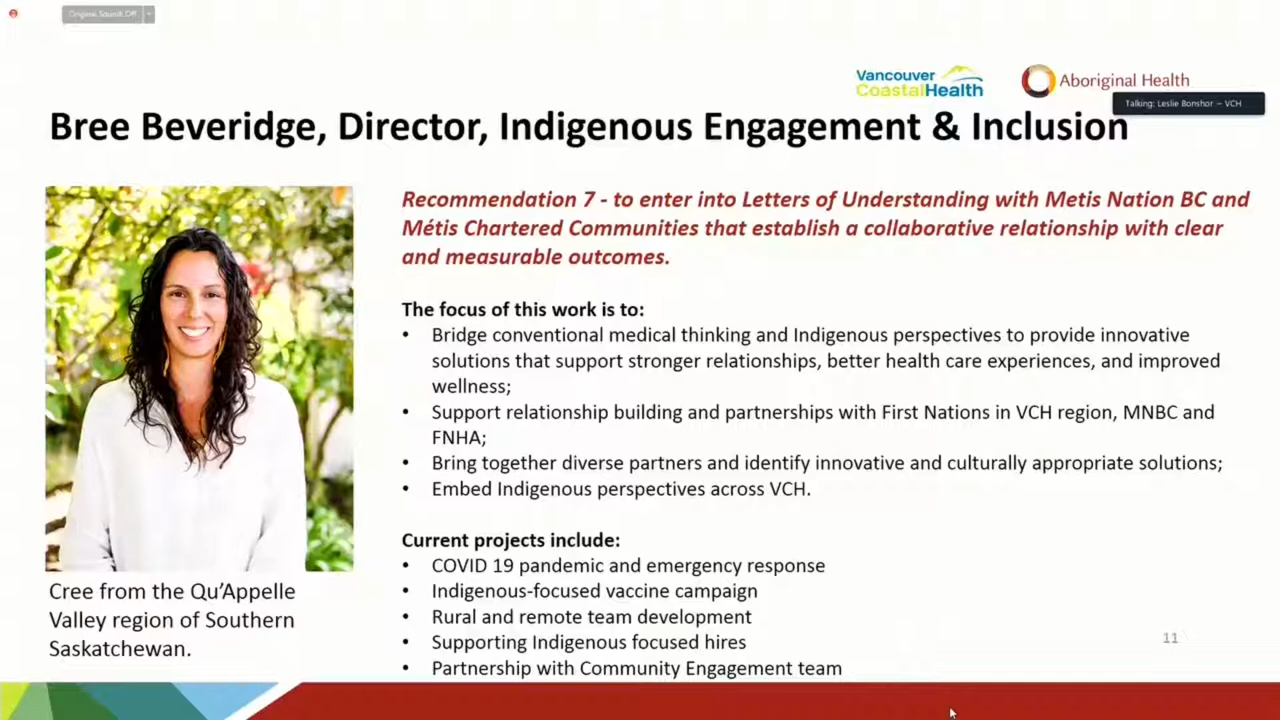 Original Sound: Off
Vancouver
CoastalHealth
Aboriginal Health
Talking: Leslie Bonshor – VCH
Bree Beveridge, Director, Indigenous Engagement & Inclusion
Recommendation 7 - to enter into Letters of Understanding with Metis Nation BC and
Métis Chartered Communities that establish a collaborative relationship with clear
and measurable outcomes.
The focus of this work is to:
• Bridge conventional medical thinking and Indigenous perspectives to provide innovative
solutions that support stronger relationships, better health care experiences, and improved
wellness;
• Support relationship building and partnerships with First Nations in VCH region, MNBC and
FNHA;
• Bring together diverse partners and identify innovative and culturally appropriate solutions;
• Embed Indigenous perspectives across VCH.
Current projects include:
• COVID 19 pandemic and emergency response
• Indigenous-focused vaccine campaign
• Rural and remote team development
• Supporting Indigenous focused hires
• Partnership with Community Engagement team
Cree from the Qu’Appelle
Valley region of Southern
Saskatchewan.
11